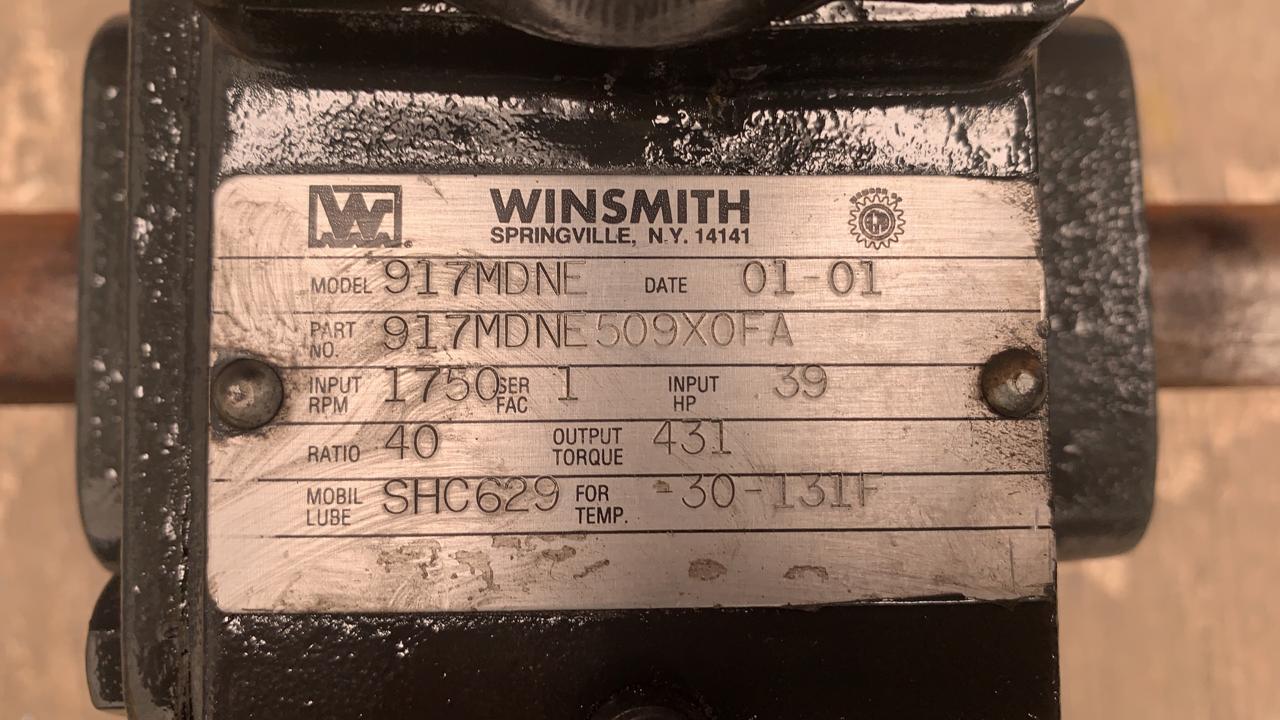 W
WINSMITH
SPRINGVILLE, N.Y. 14141
MODEL 917MDNE DATE 01-01
PART NO. 917MDNE509X0FA
INPUT RPM 1750 SER FAC 1 INPUT HP .39
RATIO 40 OUTPUT TORQUE 431
MOBIL LUBE SHC629 FOR TEMP. -30-131F